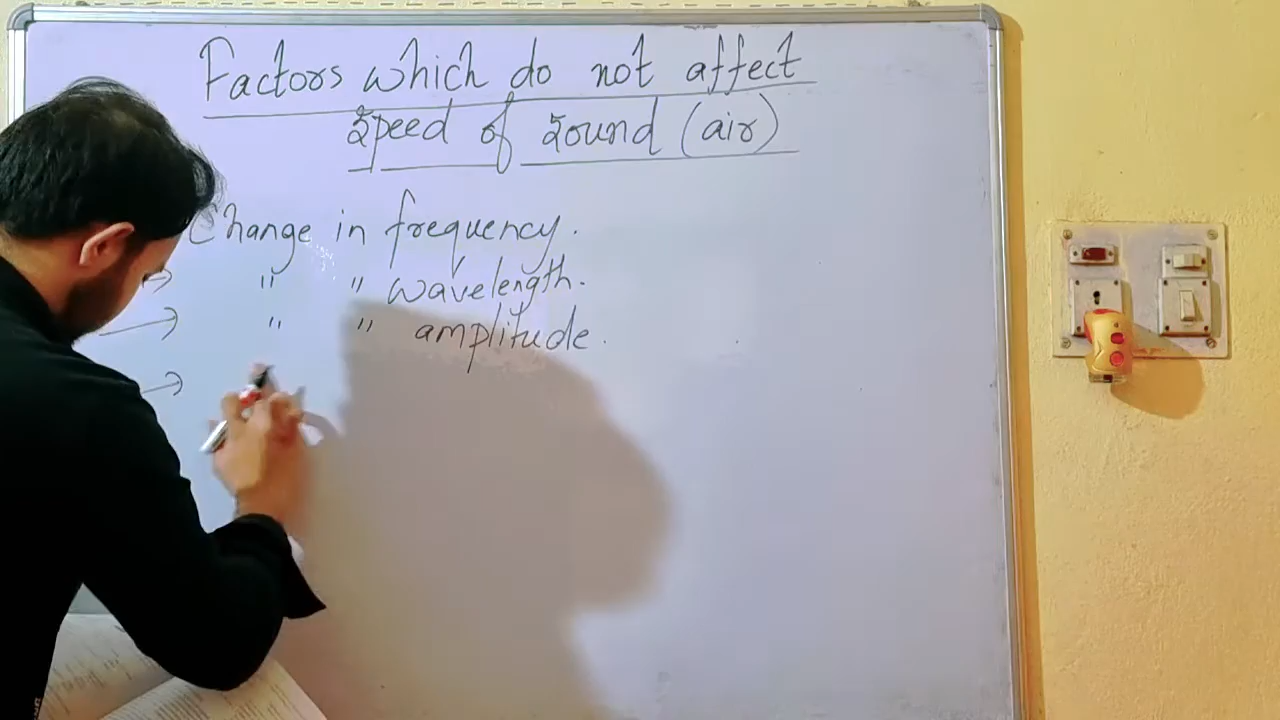 Factors which do not affect
speed of sound (air)
Change in frequency.
→ " " wavelength.
→ " " amplitude.
→